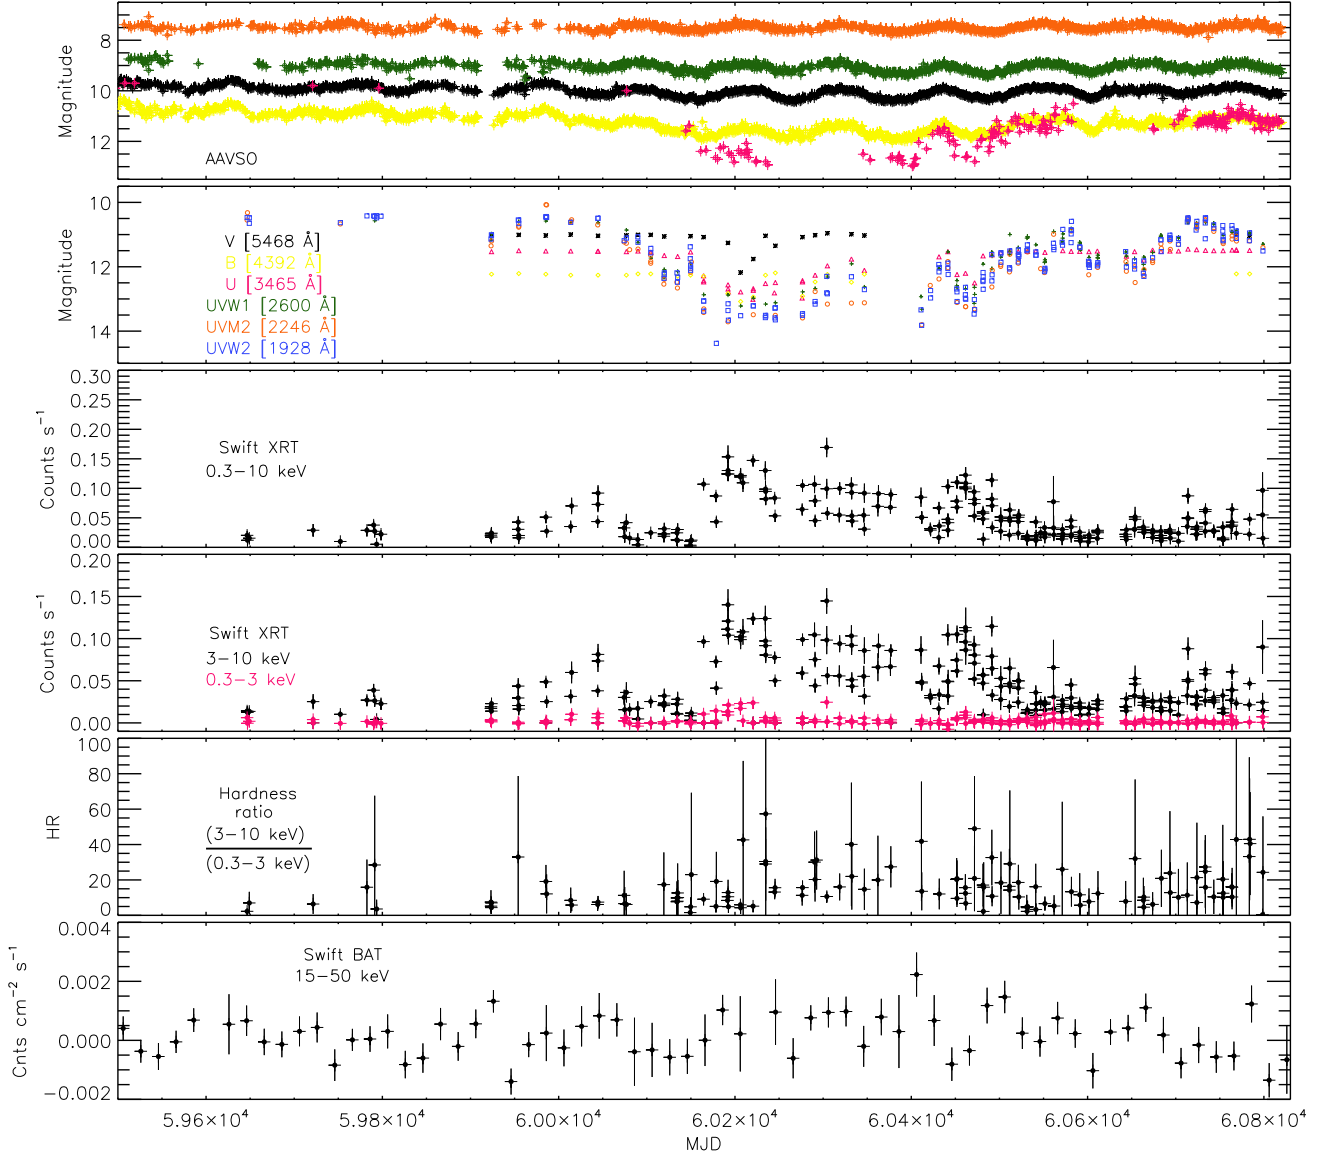 Magnitude
8
10
12
AAVSO
Magnitude
10
12
14
V [5468 Å]
B [4392 Å]
U [3465 Å]
UVW1 [2600 Å]
UVM2 [2246 Å]
UVW2 [1928 Å]
Counts s⁻¹
0.30
0.25
0.20
0.15
0.10
0.05
0.00
Swift XRT
0.3−10 keV
Counts s⁻¹
0.20
0.15
0.10
0.05
0.00
Swift XRT
3−10 keV
0.3−3 keV
HR
100
80
60
40
20
0
Hardness
ratio
(3−10 keV)
(0.3−3 keV)
Cnts cm⁻² s⁻¹
0.004
0.002
0.000
−0.002
Swift BAT
15−50 keV
5.96×10⁴ 5.98×10⁴ 6.00×10⁴ 6.02×10⁴ 6.04×10⁴ 6.06×10⁴ 6.08×10⁴
MJD